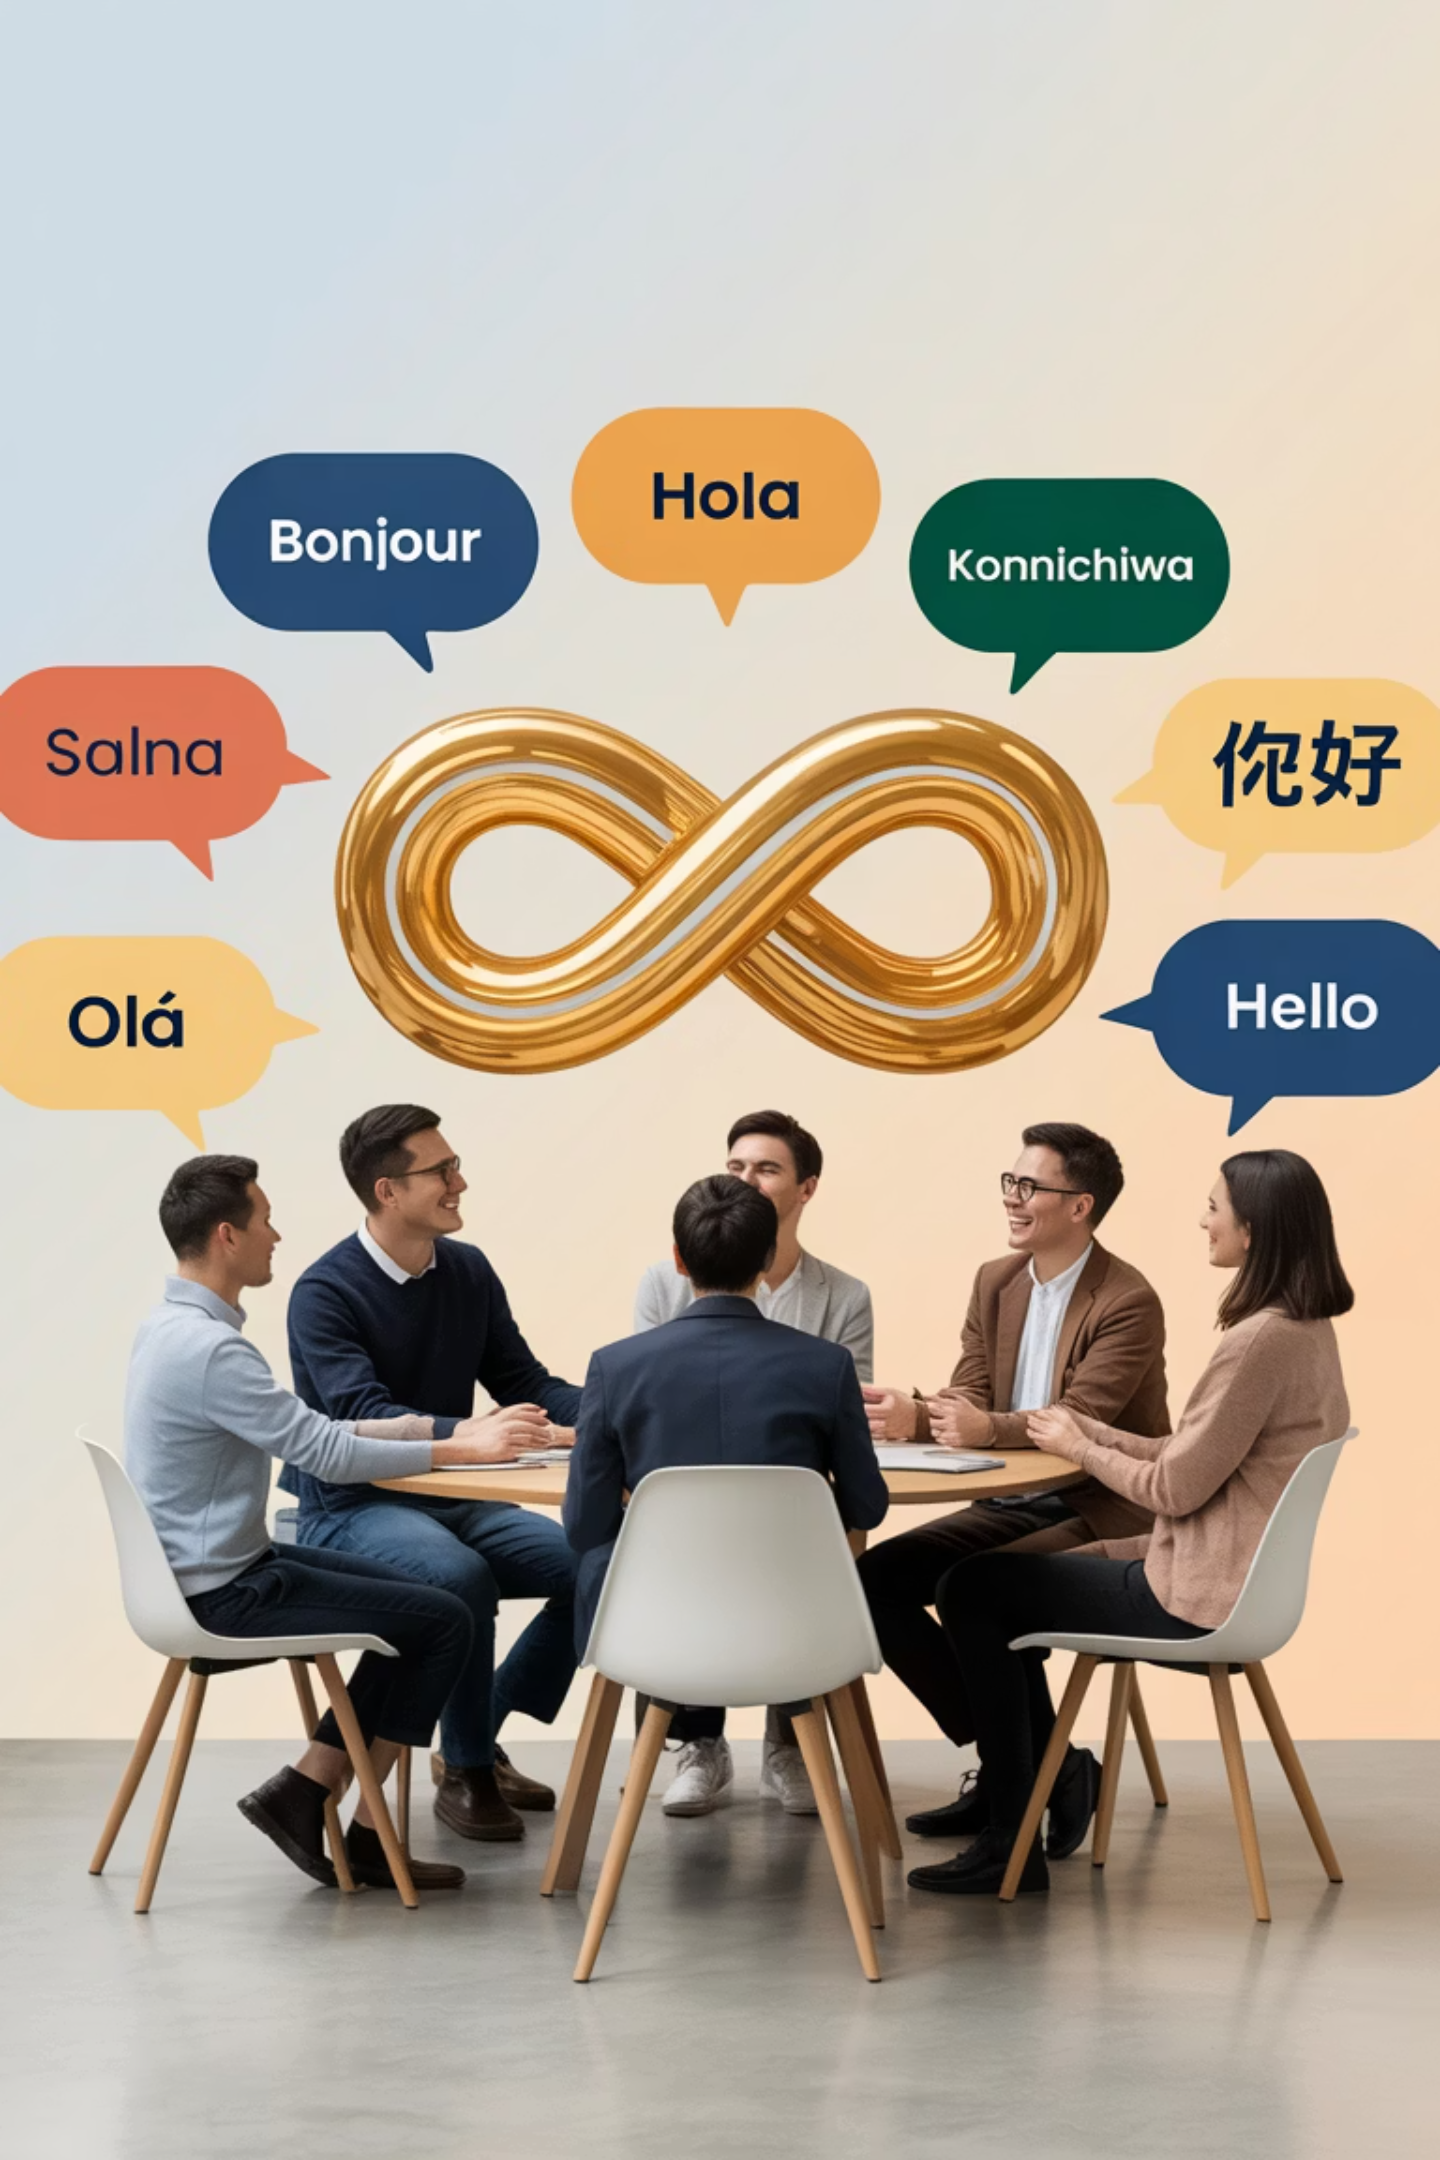 Hola
Bonjour
Konnichiwa
Salna
好
Olá
Hello